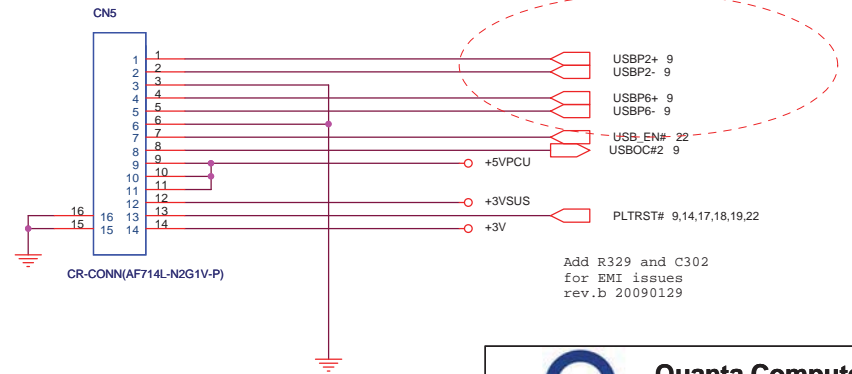 CN5
1 1 USBP2+ 9
2 2 USBP2- 9
3 3
4 4 USBP6+ 9
5 5 USBP6- 9
6 6
7 7 USB_EN# 22
8 8 USBOC#2 9
9 9 +5VPCU
10 10
11 11
12 12 +3VSUS
16 16 13 13 PLTRST# 9,14,17,18,19,22
15 15 14 14 +3V
CR-CONN(AF714L-N2G1V-P)
Add R329 and C302
for EMI issues
rev.b 20090129
Quanta Compute